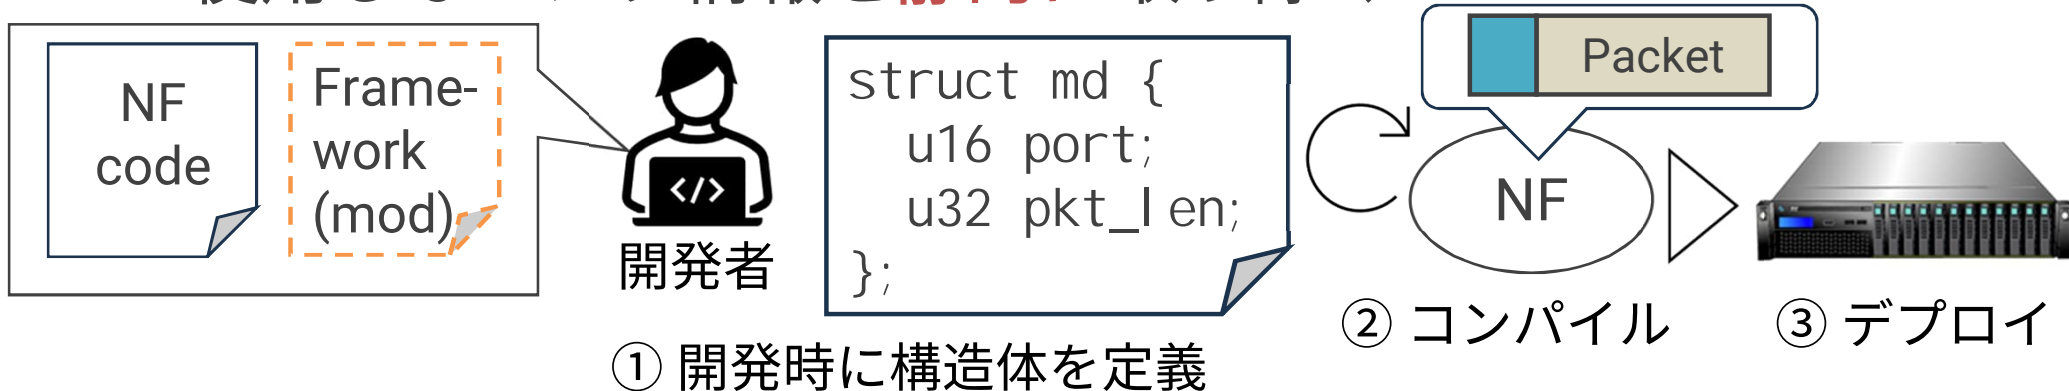 NF
code
Frame-
work
(mod)
</>
開発者
struct md {
u16 port;
u32 pkt_len;
};
① 開発時に構造体を定義
Packet
NF
② コンパイル
③ デプロイ